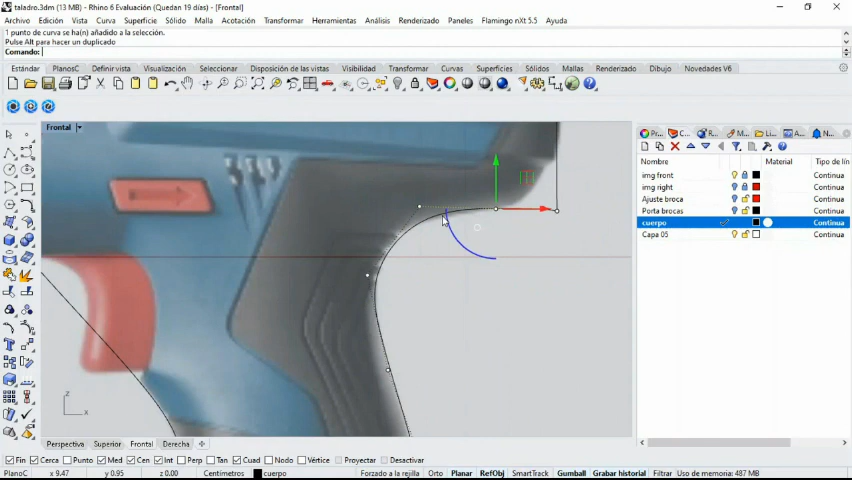 taladro.3dm (13 MB) - Rhino 6 Evaluación (Quedan 19 días) - [Frontal]
Archivo Edición Vista Curva Superficie Sólido Malla Acotación Transformar Herramientas Análisis Renderizado Paneles Flamingo nXt 5.5 Ayuda
1 punto de curva se ha(n) añadido a la selección.
Pulse Alt para hacer un duplicado
Comando:
Estándar PlanosC Definir vista Visualización Seleccionar Disposición de las vistas Visibilidad Transformar Curvas Superficies Sólidos Mallas Renderizado Dibujo Novedades V6
Frontal
Pr... C... R... M... Li... A... N...
Nombre Material Tipo de lín
img front Continua
img right Continua
Ajuste broca Continua
Porta brocas Continua
cuerpo Continua
Capa 05 Continua
z
x
Perspectiva Superior Frontal Derecha
Fin Cerca Punto Med Cen Int Perp Tan Cuad Nodo Vértice Proyectar Desactivar
PlanoC x 9.47 y 0.95 z 0.00 Centímetros cuerpo Forzado a la rejilla Orto Planar RefObj SmartTrack Gumball Grabar historial Filtrar Uso de memoria: 487 MB